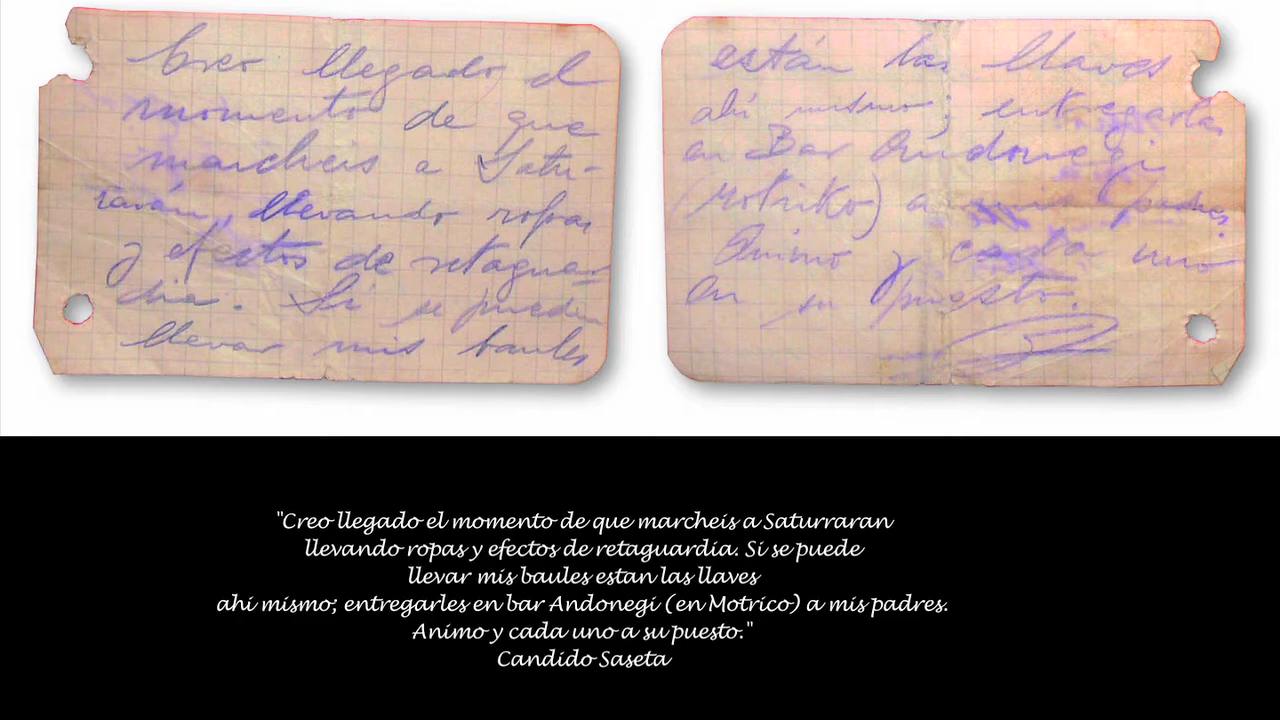 Creo llegado el
momento de que
marcheis a Satu-
rarán, llevando ropas
y efectos de retaguar
dia. Si se pueden
llevar mis baules
están las llaves
ahi mismo; entregarlas
en Bar Andonegi
(Motriko) a mis padres.
Animo y cada uno
en su puesto.
"Creo llegado el momento de que marcheis a Saturraran
llevando ropas y efectos de retaguardia. Si se puede
llevar mis baules estan las llaves
ahi mismo; entregarles en bar Andonegi (en Motrico) a mis padres.
Animo y cada uno a su puesto."
Candido Saseta